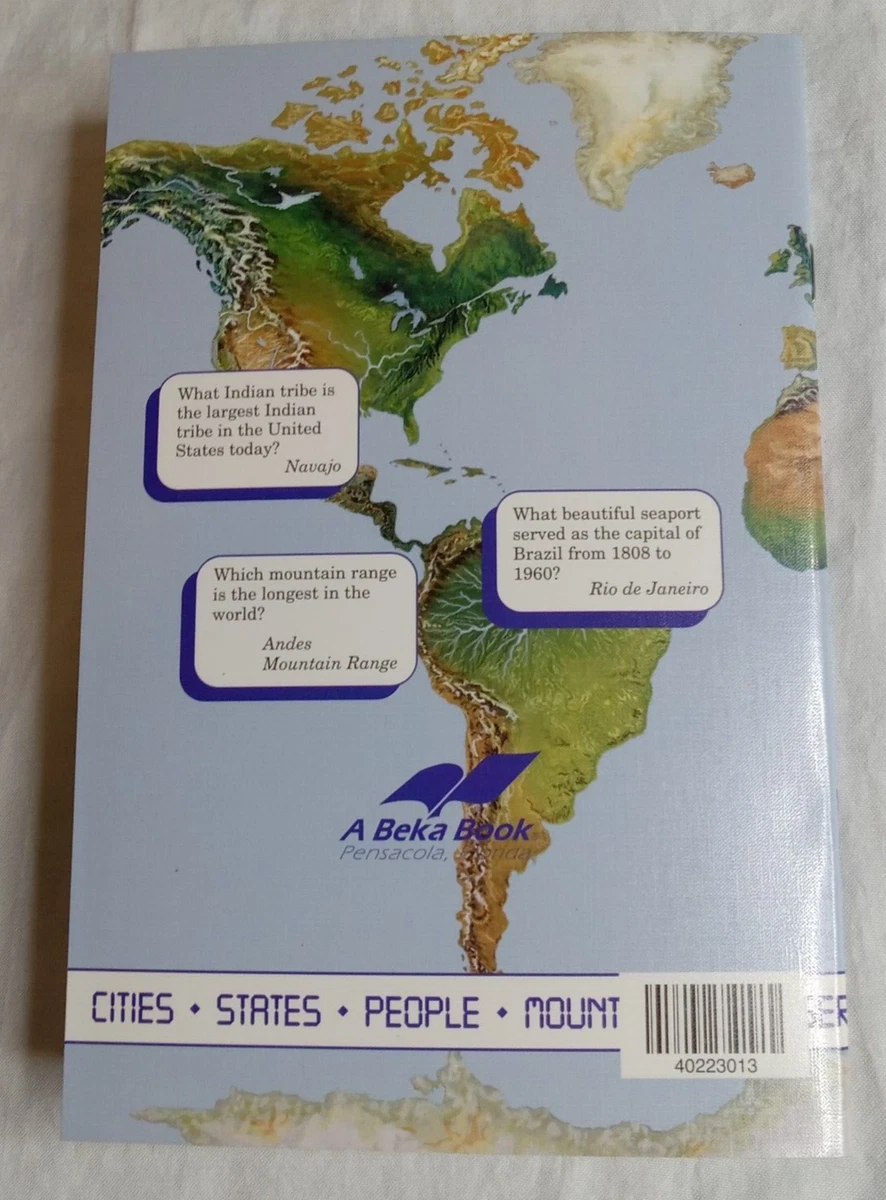 What Indian tribe is
the largest Indian
tribe in the United
States today?
Navajo
What beautiful seaport
served as the capital of
Brazil from 1808 to
1960?
Rio de Janeiro
Which mountain range
is the longest in the
world?
Andes
Mountain Range
A Beka Book
Pensacola,
CITIES • STATES • PEOPLE • MOUNT
40223013